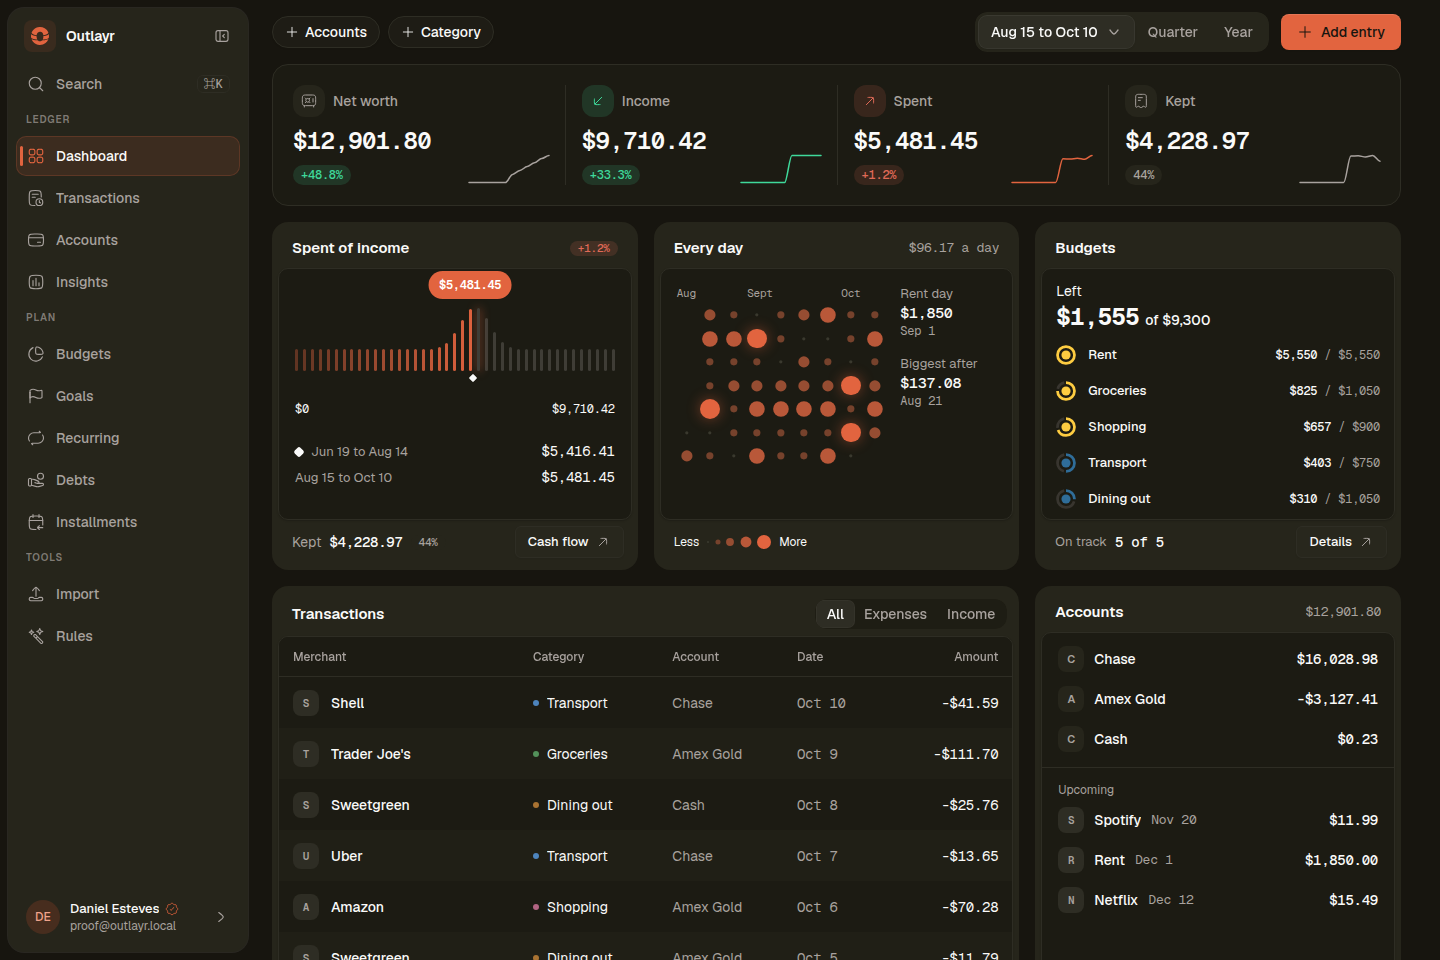 Outlayr
Search ⌘K
LEDGER
Dashboard
Transactions
Accounts
Insights
PLAN
Budgets
Goals
Recurring
Debts
Installments
TOOLS
Import
Rules
DE
Daniel Esteves
proof@outlayr.local
Accounts
Category
Aug 15 to Oct 10
Quarter
Year
Add entry
Net worth
$12,901.80
+48.8%
Income
$9,710.42
+33.3%
Spent
$5,481.45
+1.2%
Kept
$4,228.97
44%
Spent of income
+1.2%
$5,481.45
$0 $9,710.42
Jun 19 to Aug 14 $5,416.41
Aug 15 to Oct 10 $5,481.45
Kept $4,228.97 44%
Cash flow
Every day
$96.17 a day
Aug Sept Oct
Rent day
$1,850
Sep 1
Biggest after
$137.08
Aug 21
Less More
Budgets
Left
$1,555 of $9,300
Rent $5,550 / $5,550
Groceries $825 / $1,050
Shopping $657 / $900
Transport $403 / $750
Dining out $310 / $1,050
On track 5 of 5
Details
Transactions
All Expenses Income
Merchant Category Account Date Amount
S Shell Transport Chase Oct 10 -$41.59
T Trader Joe's Groceries Amex Gold Oct 9 -$111.70
S Sweetgreen Dining out Cash Oct 8 -$25.76
U Uber Transport Chase Oct 7 -$13.65
A Amazon Shopping Amex Gold Oct 6 -$70.28
S Sweetgreen Dining out Amex Gold Oct 5 -$11.79
Accounts
$12,901.80
C Chase $16,028.98
A Amex Gold -$3,127.41
C Cash $0.23
Upcoming
S Spotify Nov 20 $11.99
R Rent Dec 1 $1,850.00
N Netflix Dec 12 $15.49